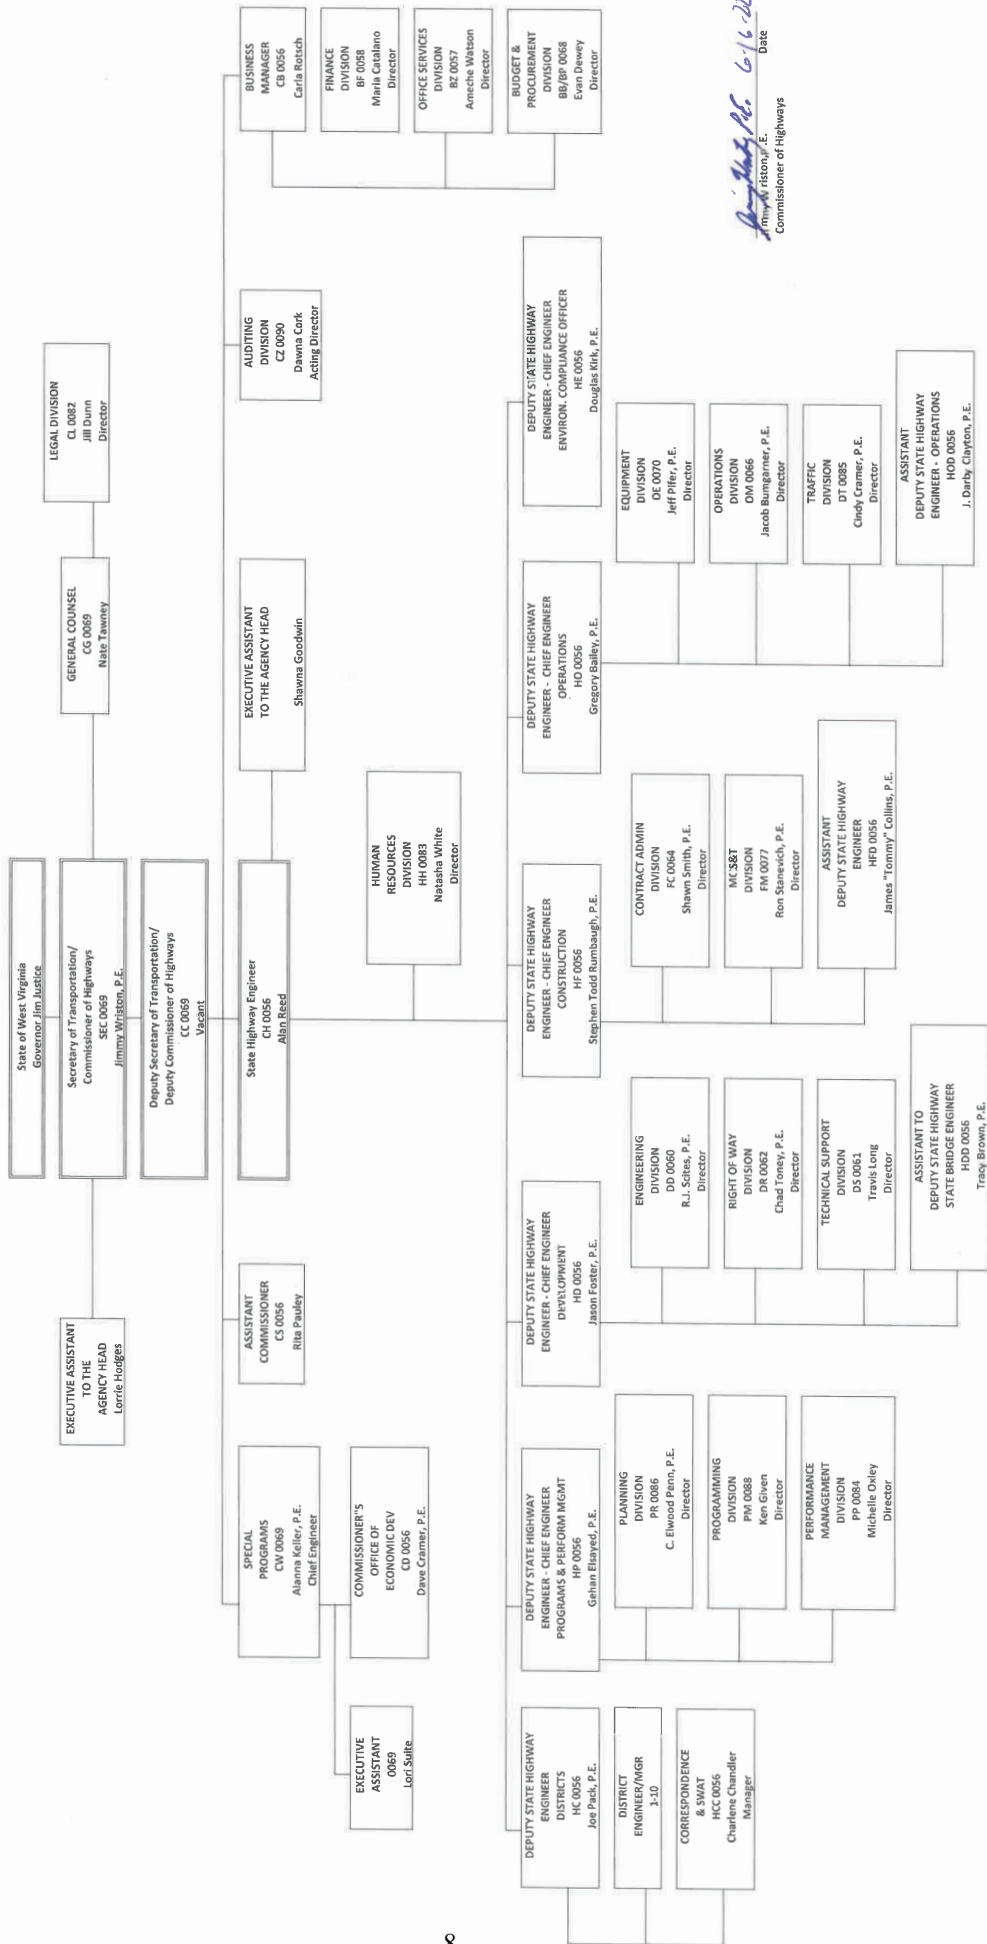 State of West Virginia
Governor Jim Justice
EXECUTIVE ASSISTANT
TO THE
AGENCY HEAD
Lorrie Hodges
Secretary of Transportation/
Commissioner of Highways
SEC 0069
Jimmy Wriston, P.E.
GENERAL COUNSEL
CG 0069
Nate Tawney
LEGAL DIVISION
CL 0082
Jill Dunn
Director
Deputy Secretary of Transportation/
Deputy Commissioner of Highways
CC 0069
Vacant
SPECIAL
PROGRAMS
CW 0069
Alanna Keller, P.E.
Chief Engineer
ASSISTANT
COMMISSIONER
CS 0056
Rita Pauley
State Highway Engineer
CH 0056
Alan Reed
EXECUTIVE ASSISTANT
TO THE AGENCY HEAD
Shawna Goodwin
AUDITING
DIVISION
CZ 0090
Dawna Cork
Acting Director
BUSINESS
MANAGER
CB 0056
Carla Rotsch
FINANCE
DIVISION
BF 0058
Maria Catalano
Director
OFFICE SERVICES
DIVISION
BZ 0057
Ameche Watson
Director
BUDGET &
PROCUREMENT
DIVISION
BB/BP 0068
Evan Dewey
Director
EXECUTIVE
ASSISTANT
0069
Lori Suite
COMMISSIONER"S
OFFICE OF
ECONOMIC DEV
CD 0056
Dave Cramer, P.E.
HUMAN
RESOURCES
DIVISION
HH 0083
Natasha White
Director
DEPUTY STATE HIGHWAY
ENGINEER
DISTRICTS
HC 0056
Joe Pack, P.E.
DISTRICT
ENGINEER/MGR
1-10
CORRESPONDENCE
& SWAT
HCC 0056
Charlene Chandler
Manager
DEPUTY STATE HIGHWAY
ENGINEER - CHIEF ENGINEER
PROGRAMS & PERFORM MGMT
HP 0056
Gehan Elsayed, P.E.
PLANNING
DIVISION
PR 0086
C. Elwood Penn, P.E.
Director
PROGRAMMING
DIVISION
PM 0088
Ken Given
Director
PERFORMANCE
MANAGEMENT
DIVISION
PP 0084
Michelle Oxley
Director
DEPUTY STATE HIGHWAY
ENGINEER - CHIEF ENGINEER
DEVELOPMENT
HD 0056
Jason Foster, P.E.
ENGINEERING
DIVISION
DD 0060
R.J. Scites, P.E.
Director
RIGHT OF WAY
DIVISION
DR 0062
Chad Toney, P.E.
Director
TECHNICAL SUPPORT
DIVISION
DS 0061
Travis Long
Director
ASSISTANT TO
DEPUTY STATE HIGHWAY
STATE BRIDGE ENGINEER
HDD 0056
Tracy Brown, P.E.
DEPUTY STATE HIGHWAY
ENGINEER - CHIEF ENGINEER
CONSTRUCTION
HF 0056
Stephen Todd Rumbaugh, P.E.
CONTRACT ADMIN
DIVISION
FC 0064
Shawn Smith, P.E.
Director
MCS&T
DIVISION
FM 0077
Ron Stanevich, P.E.
Director
ASSISTANT
DEPUTY STATE HIGHWAY
ENGINEER
HFD 0056
James "Tommy" Collins, P.E.
DEPUTY STATE HIGHWAY
ENGINEER - CHIEF ENGINEER
OPERATIONS
HO 0056
Gregory Bailey, P.E.
EQUIPMENT
DIVISION
OE 0070
Jeff Pifer, P.E.
Director
OPERATIONS
DIVISION
OM 0066
Jacob Bumgarner, P.E.
Director
TRAFFIC
DIVISION
DT 0085
Cindy Cramer, P.E.
Director
ASSISTANT
DEPUTY STATE HIGHWAY
ENGINEER - OPERATIONS
HOD 0056
J. Darby Clayton, P.E.
DEPUTY STATE HIGHWAY
ENGINEER - CHIEF ENGINEER
ENVIRON. COMPLIANCE OFFICER
HE 0056
Douglas Kirk, P.E.
P.E. 6-16-22
Jimmy Wriston, P.E. Date
Commissioner of Highways
8